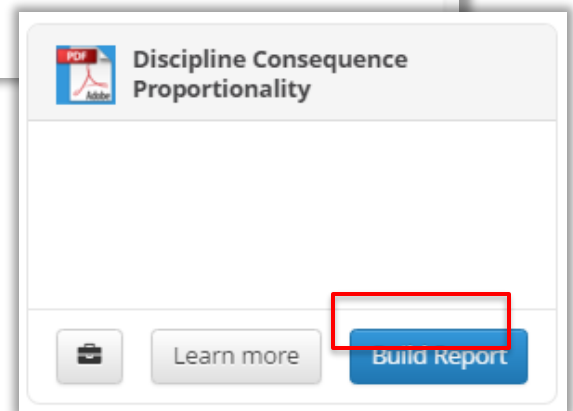 PDF
Adobe
Discipline Consequence
Proportionality
Learn more
Build Report